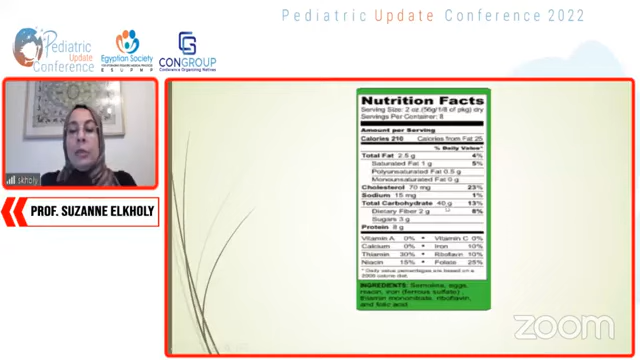 Pediatric Update Conference 2022
Pediatric
Update
Conference
Egyptian Society
ESUPMP
CONGROUP
Conference Organizing Natives
skholy
PROF. SUZANNE ELKHOLY
Nutrition Facts
Serving Size: 2 oz. (56g/1/8 of pkg) dry
Servings Per Container: 8
Amount per Serving
Calories 210 Calories from Fat 25
% Daily Value*
Total Fat 2.5 g 4%
Saturated Fat 1 g 5%
Polyunsaturated Fat 0.5 g
Monounsaturated Fat 0 g
Cholesterol 70 mg 23%
Sodium 15 mg 1%
Total Carbohydrate 40 g 13%
Dietary Fiber 2 g 8%
Sugars 3 g
Protein 8 g
Vitamin A 0% • Vitamin C 0%
Calcium 0% • Iron 10%
Thiamin 30% • Riboflavin 10%
Niacin 15% • Folate 25%
* Daily value percentages are based on a
2000 calorie diet.
INGREDIENTS: Semolina, eggs,
niacin, iron (ferrous sulfate),
thiamin mononitrate, riboflavin,
and folic acid.
zoom